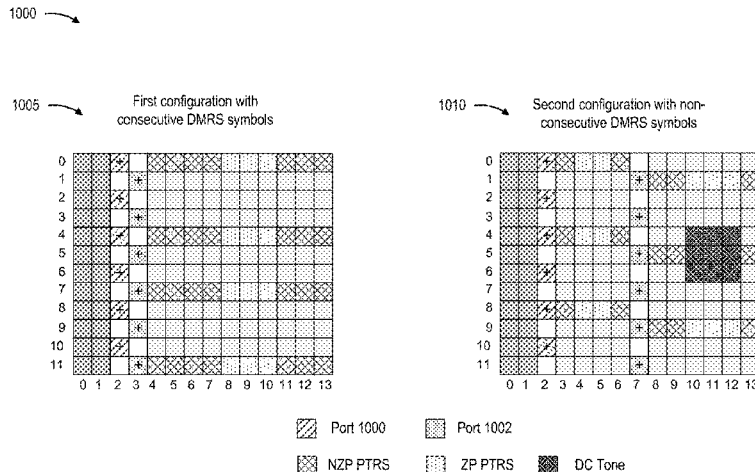 1000
1005
First configuration with
consecutive DMRS symbols
1010
Second configuration with non-
consecutive DMRS symbols
0
1
2
3
4
5
6
7
8
9
10
11
0 1 2 3 4 5 6 7 8 9 10 11 12 13
0
1
2
3
4
5
6
7
8
9
10
11
0 1 2 3 4 5 6 7 8 9 10 11 12 13
Port 1000
Port 1002
NZP PTRS
ZP PTRS
DC Tone